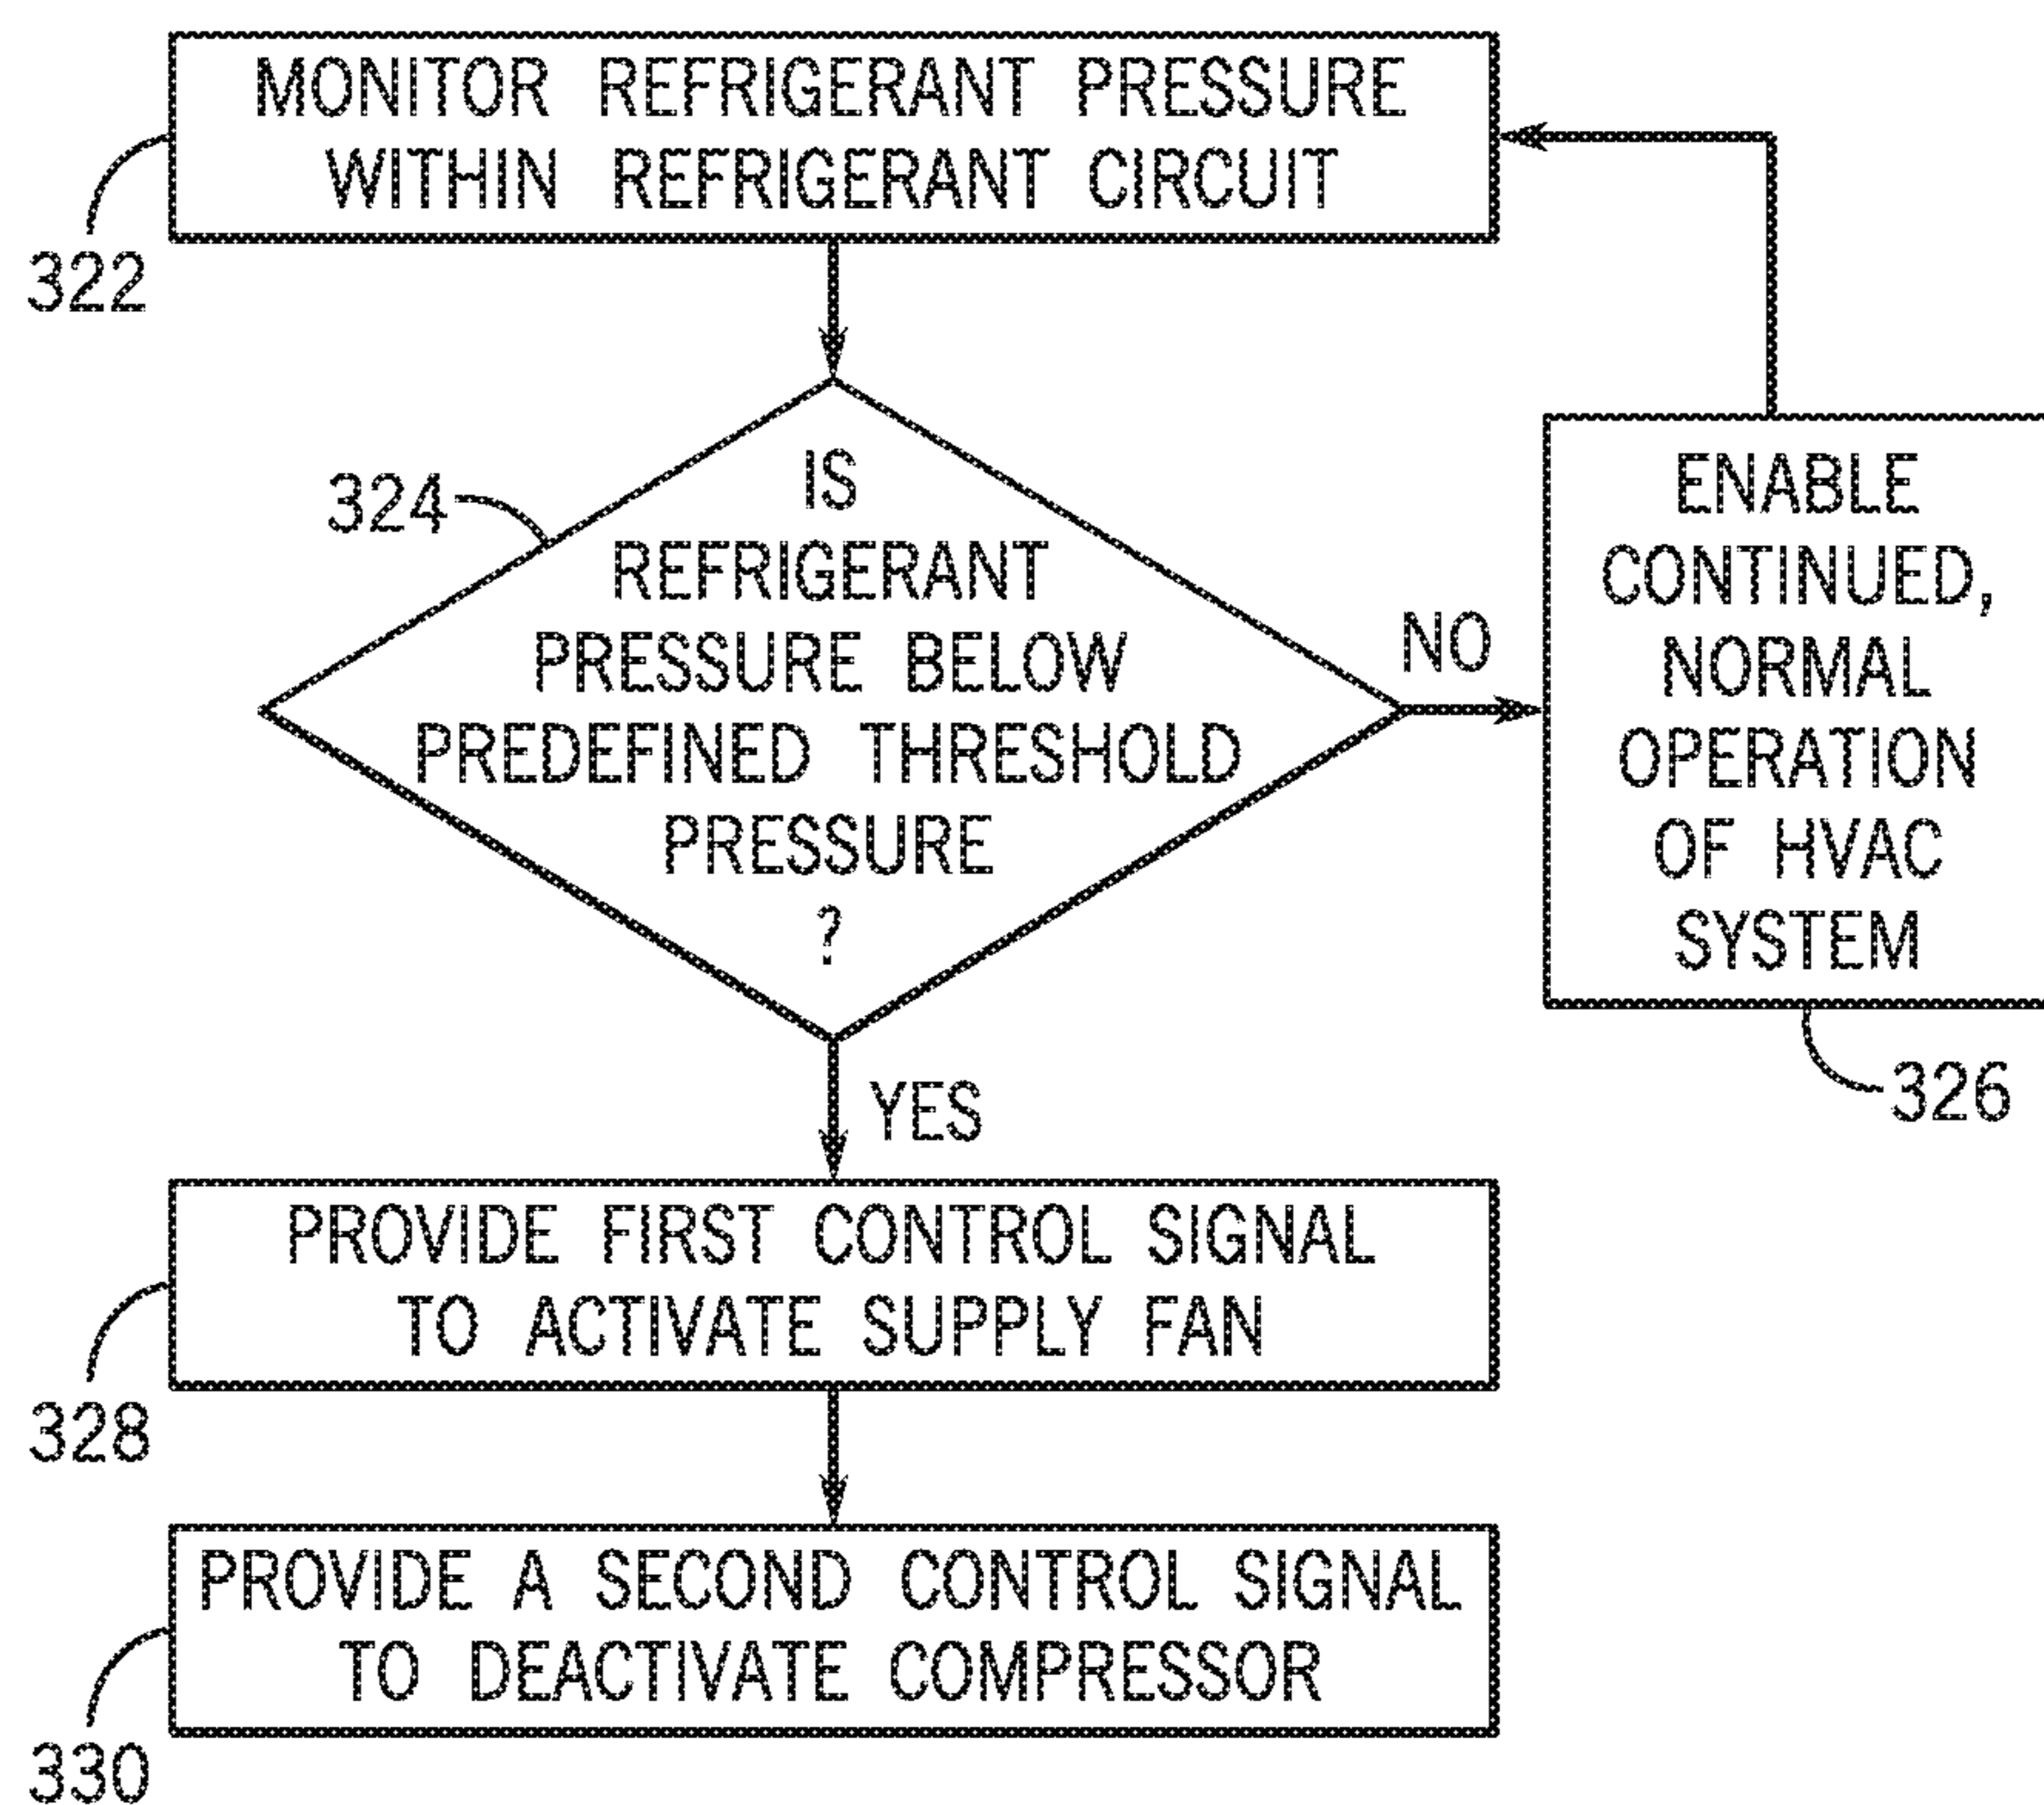 MONITOR REFRIGERANT PRESSURE
WITHIN REFRIGERANT CIRCUIT
322
324
IS
REFRIGERANT
PRESSURE BELOW
PREDEFINED THRESHOLD
PRESSURE
?
NO
ENABLE
CONTINUED,
NORMAL
OPERATION
OF HVAC
SYSTEM
326
YES
PROVIDE FIRST CONTROL SIGNAL
TO ACTIVATE SUPPLY FAN
328
PROVIDE A SECOND CONTROL SIGNAL
TO DEACTIVATE COMPRESSOR
330